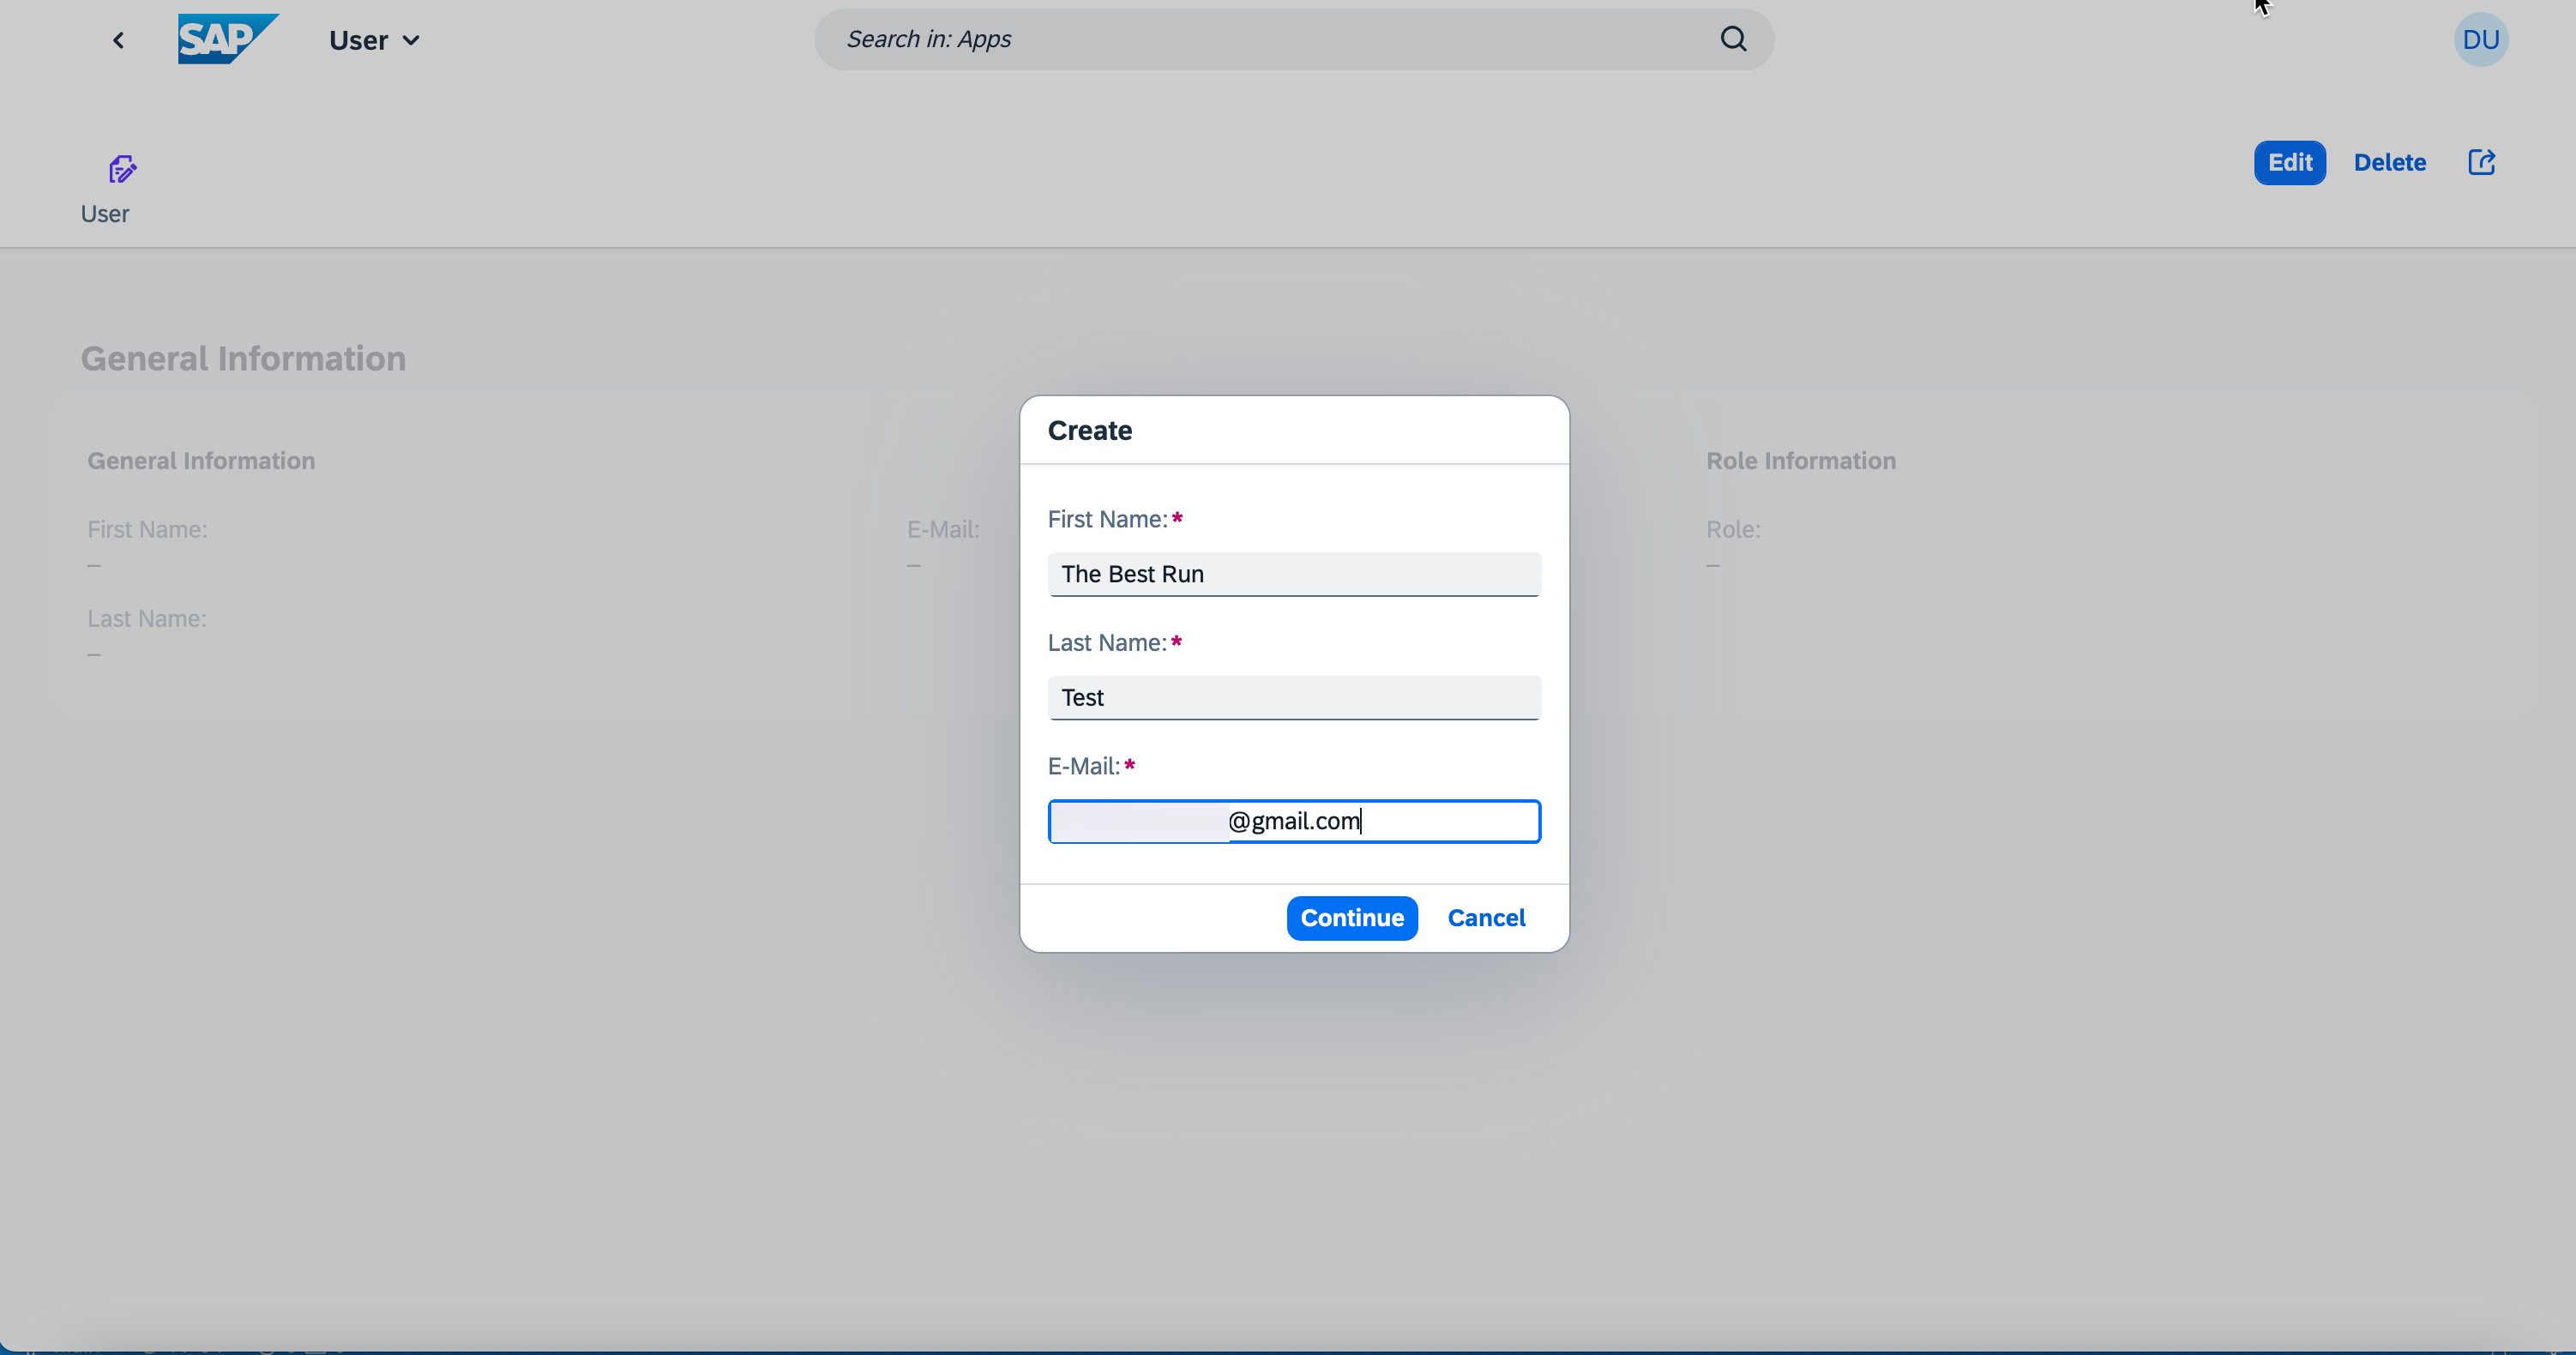 SAP
User
Search in: Apps
DU
User
Edit
Delete
General Information
General Information
First Name:
–
Last Name:
–
E-Mail:
–
Role Information
Role:
–
Create
First Name:*
The Best Run
Last Name:*
Test
E-Mail:*
@gmail.com
Continue
Cancel